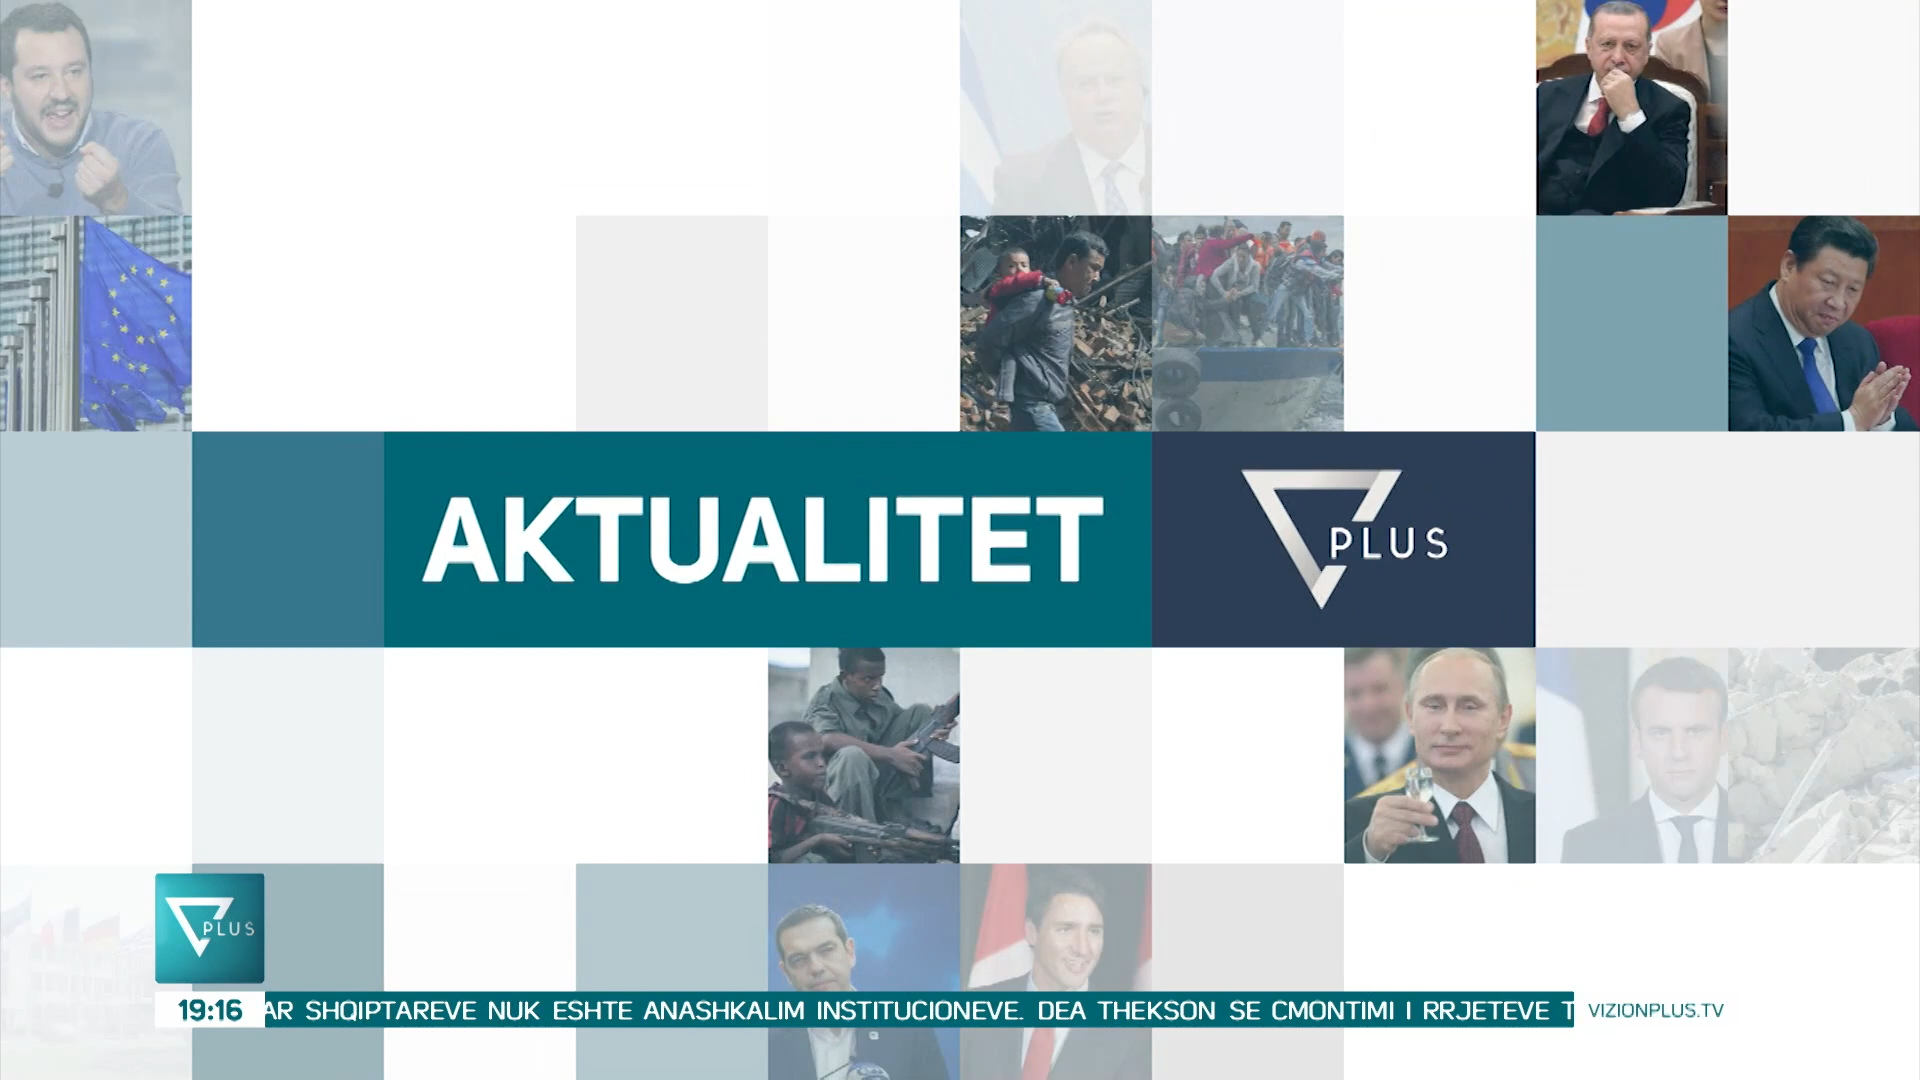 AKTUALITET
PLUS
PLUS
19:16
AR SHQIPTAREVE NUK ESHTE ANASHKALIM INSTITUCIONEVE. DEA THEKSON SE CMONTIMI I RRJETEVE T
VIZIONPLUS.TV